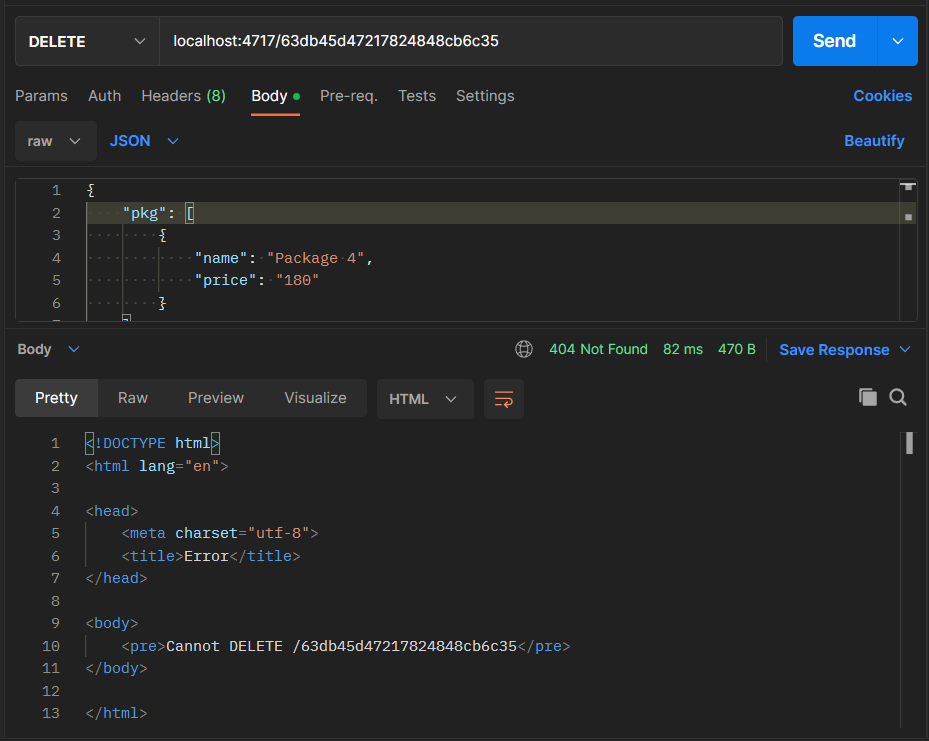 DELETE localhost:4717/63db45d47217824848cb6c35 Send
Params Auth Headers (8) Body Pre-req. Tests Settings Cookies
raw JSON Beautify
1 {
2 "pkg": [
3 {
4 "name": "Package 4",
5 "price": "180"
6 }
Body 404 Not Found 82 ms 470 B Save Response
Pretty Raw Preview Visualize HTML
1 <!DOCTYPE html>
2 <html lang="en">
3
4 <head>
5 <meta charset="utf-8">
6 <title>Error</title>
7 </head>
8
9 <body>
10 <pre>Cannot DELETE /63db45d47217824848cb6c35</pre>
11 </body>
12
13 </html>